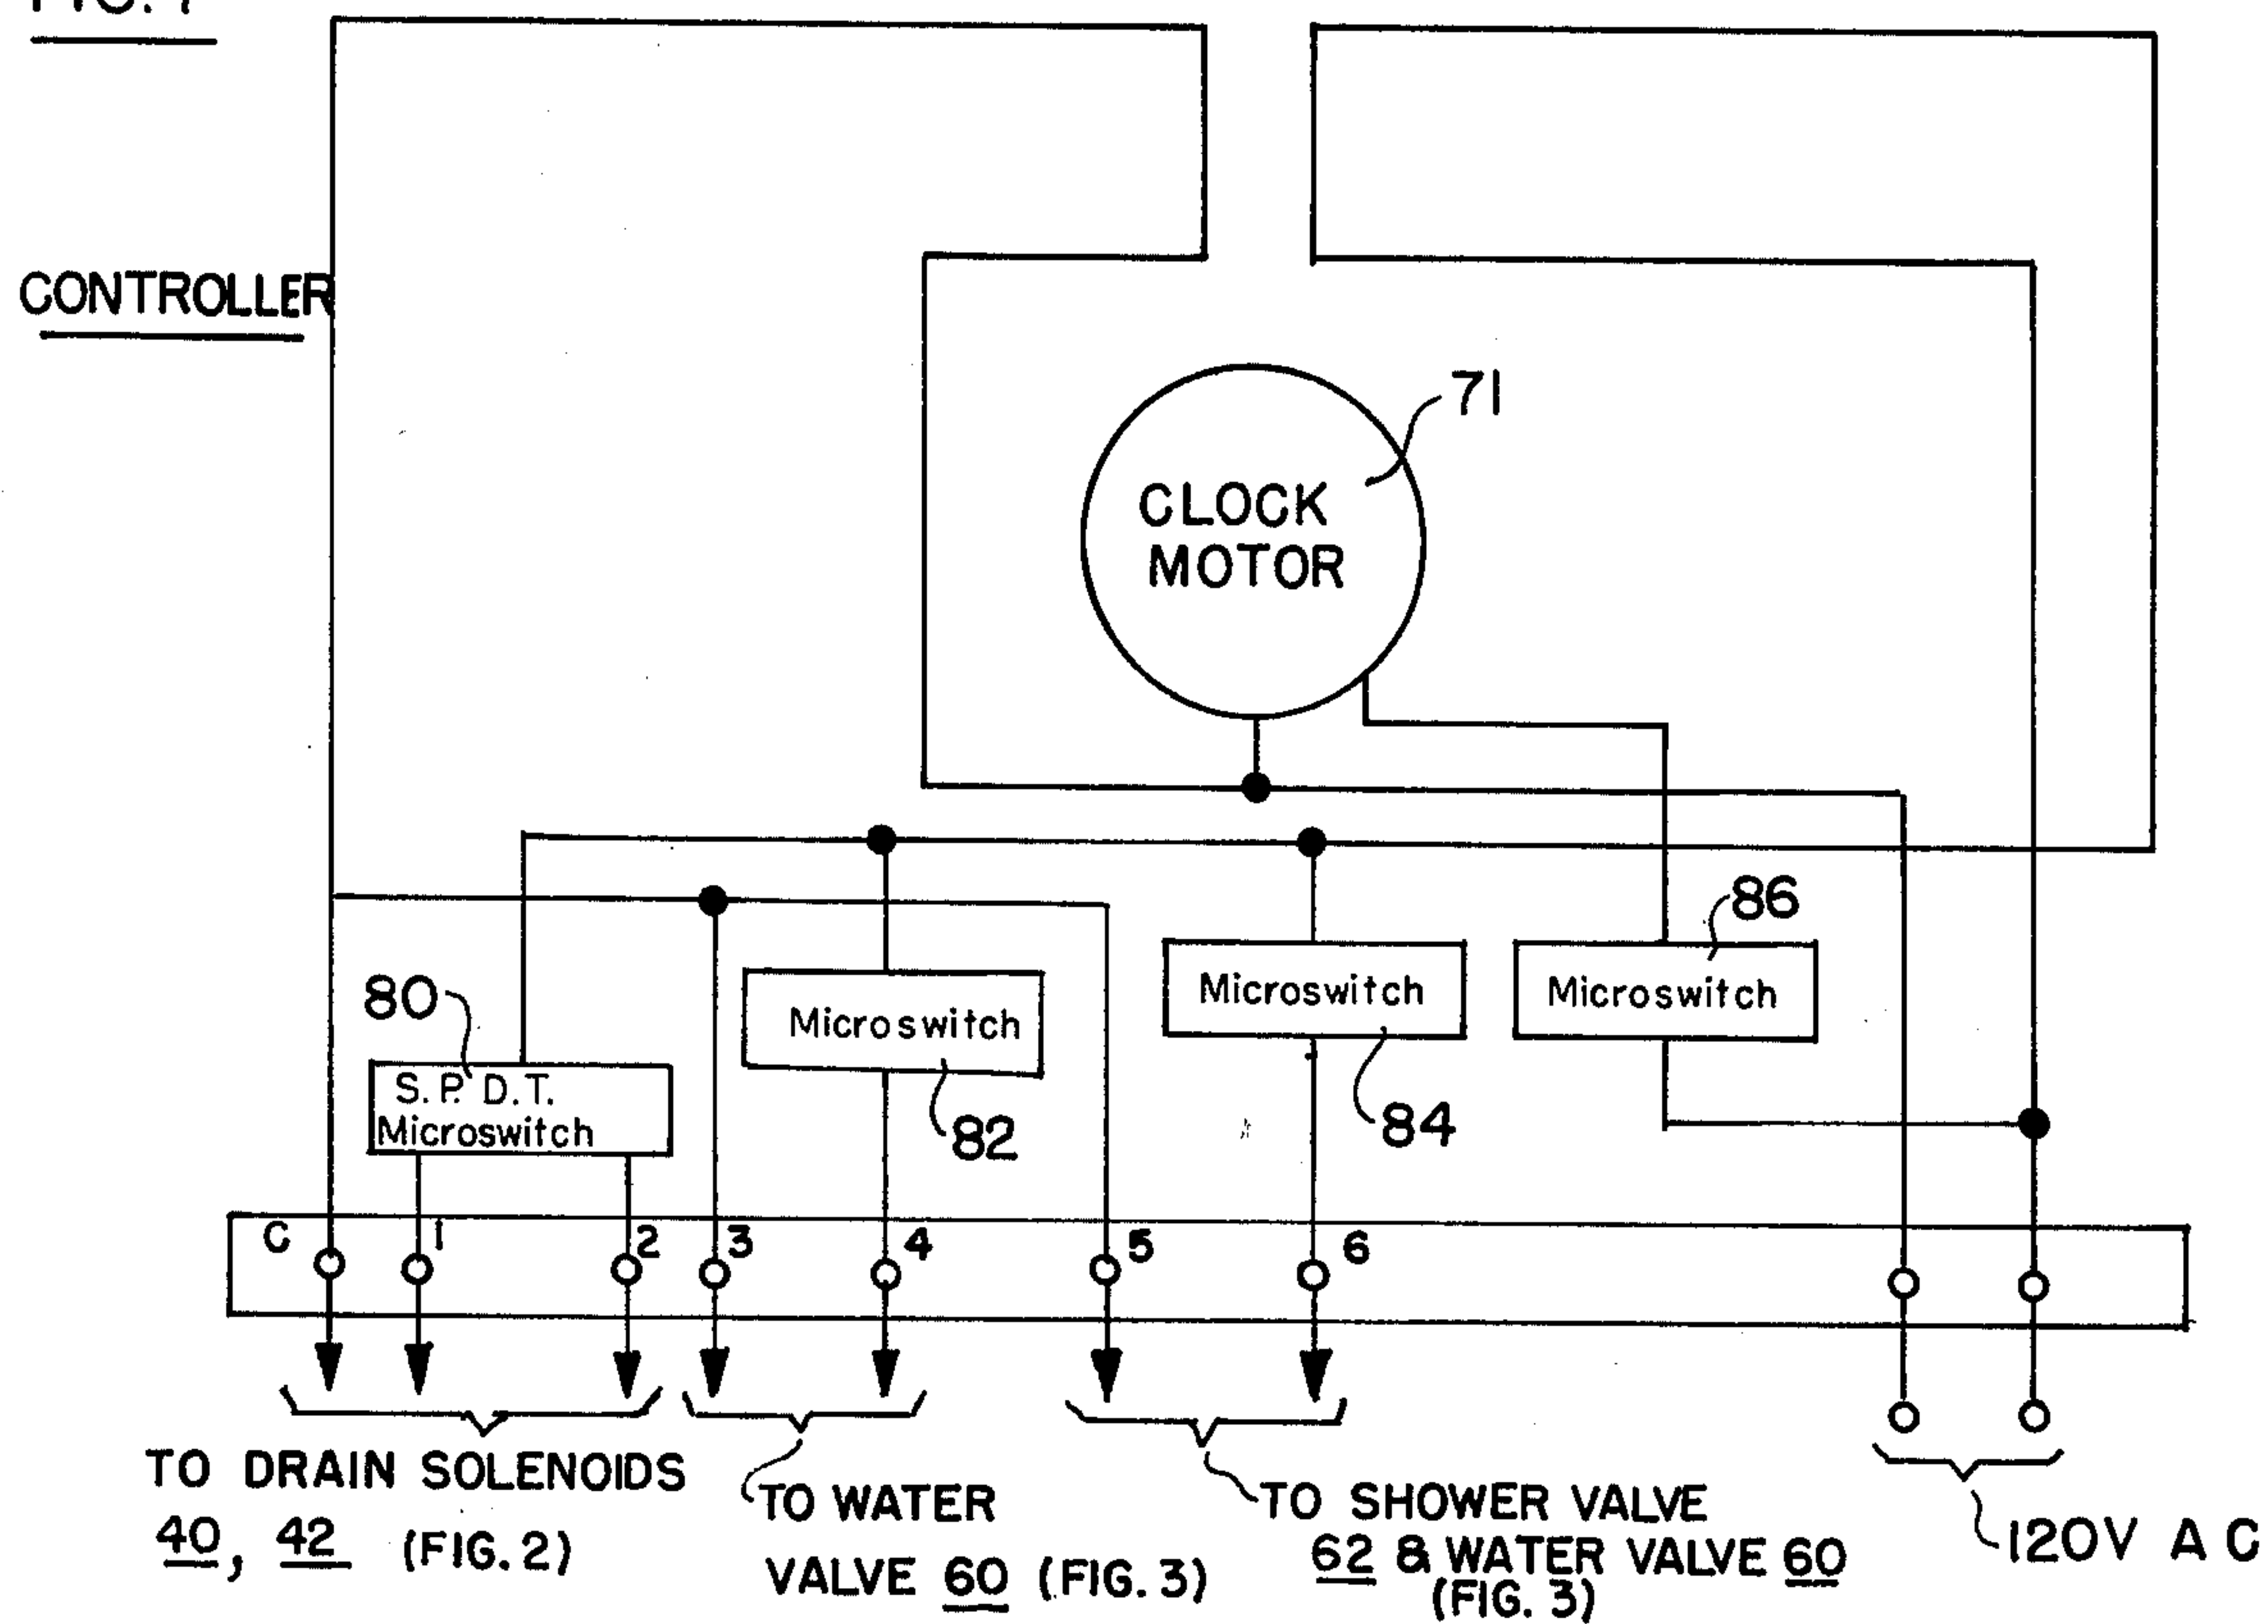 CONTROLLER
71
CLOCK
MOTOR
86
80
Microswitch
Microswitch
Microswitch
S.P. D.T.
Microswitch
82
84
C
1
2
3
4
5
6
TO DRAIN SOLENOIDS
40, 42 (FIG. 2)
TO WATER
VALVE 60 (FIG. 3)
TO SHOWER VALVE
62 & WATER VALVE 60
(FIG. 3)
120V A C